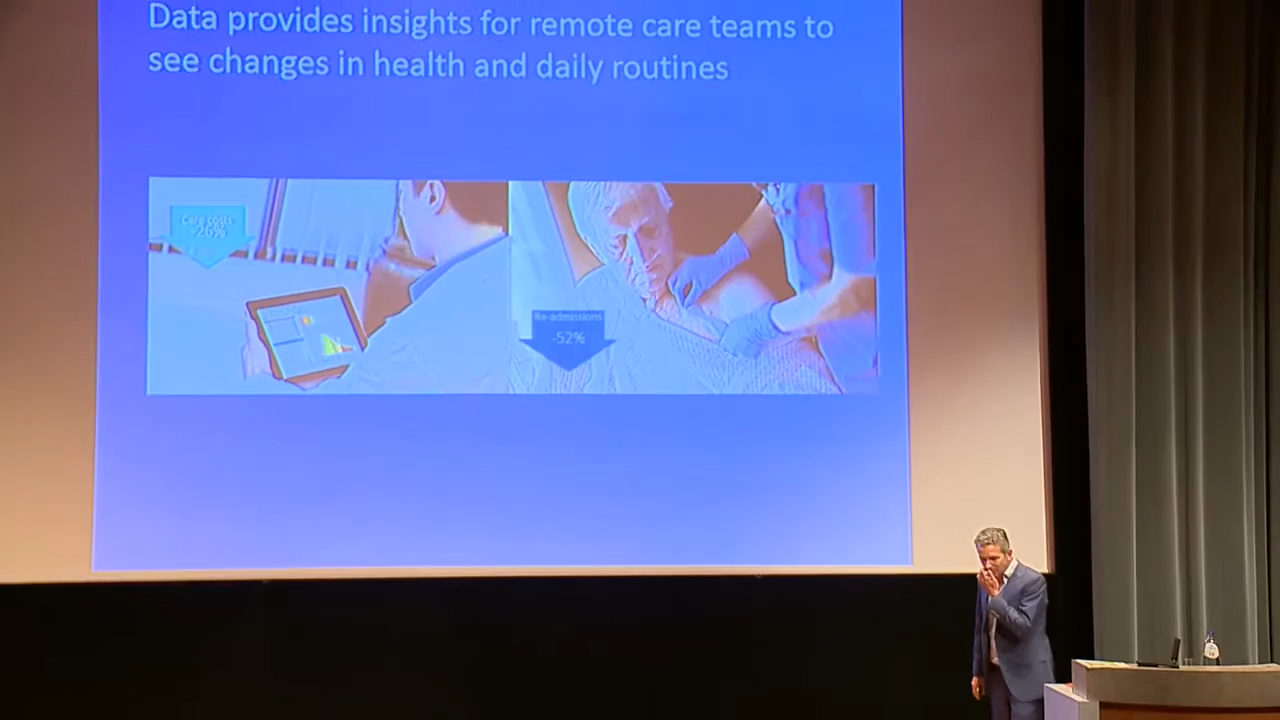 Data provides insights for remote care teams to
see changes in health and daily routines
Care costs
-26%
Re-admissions
-52%